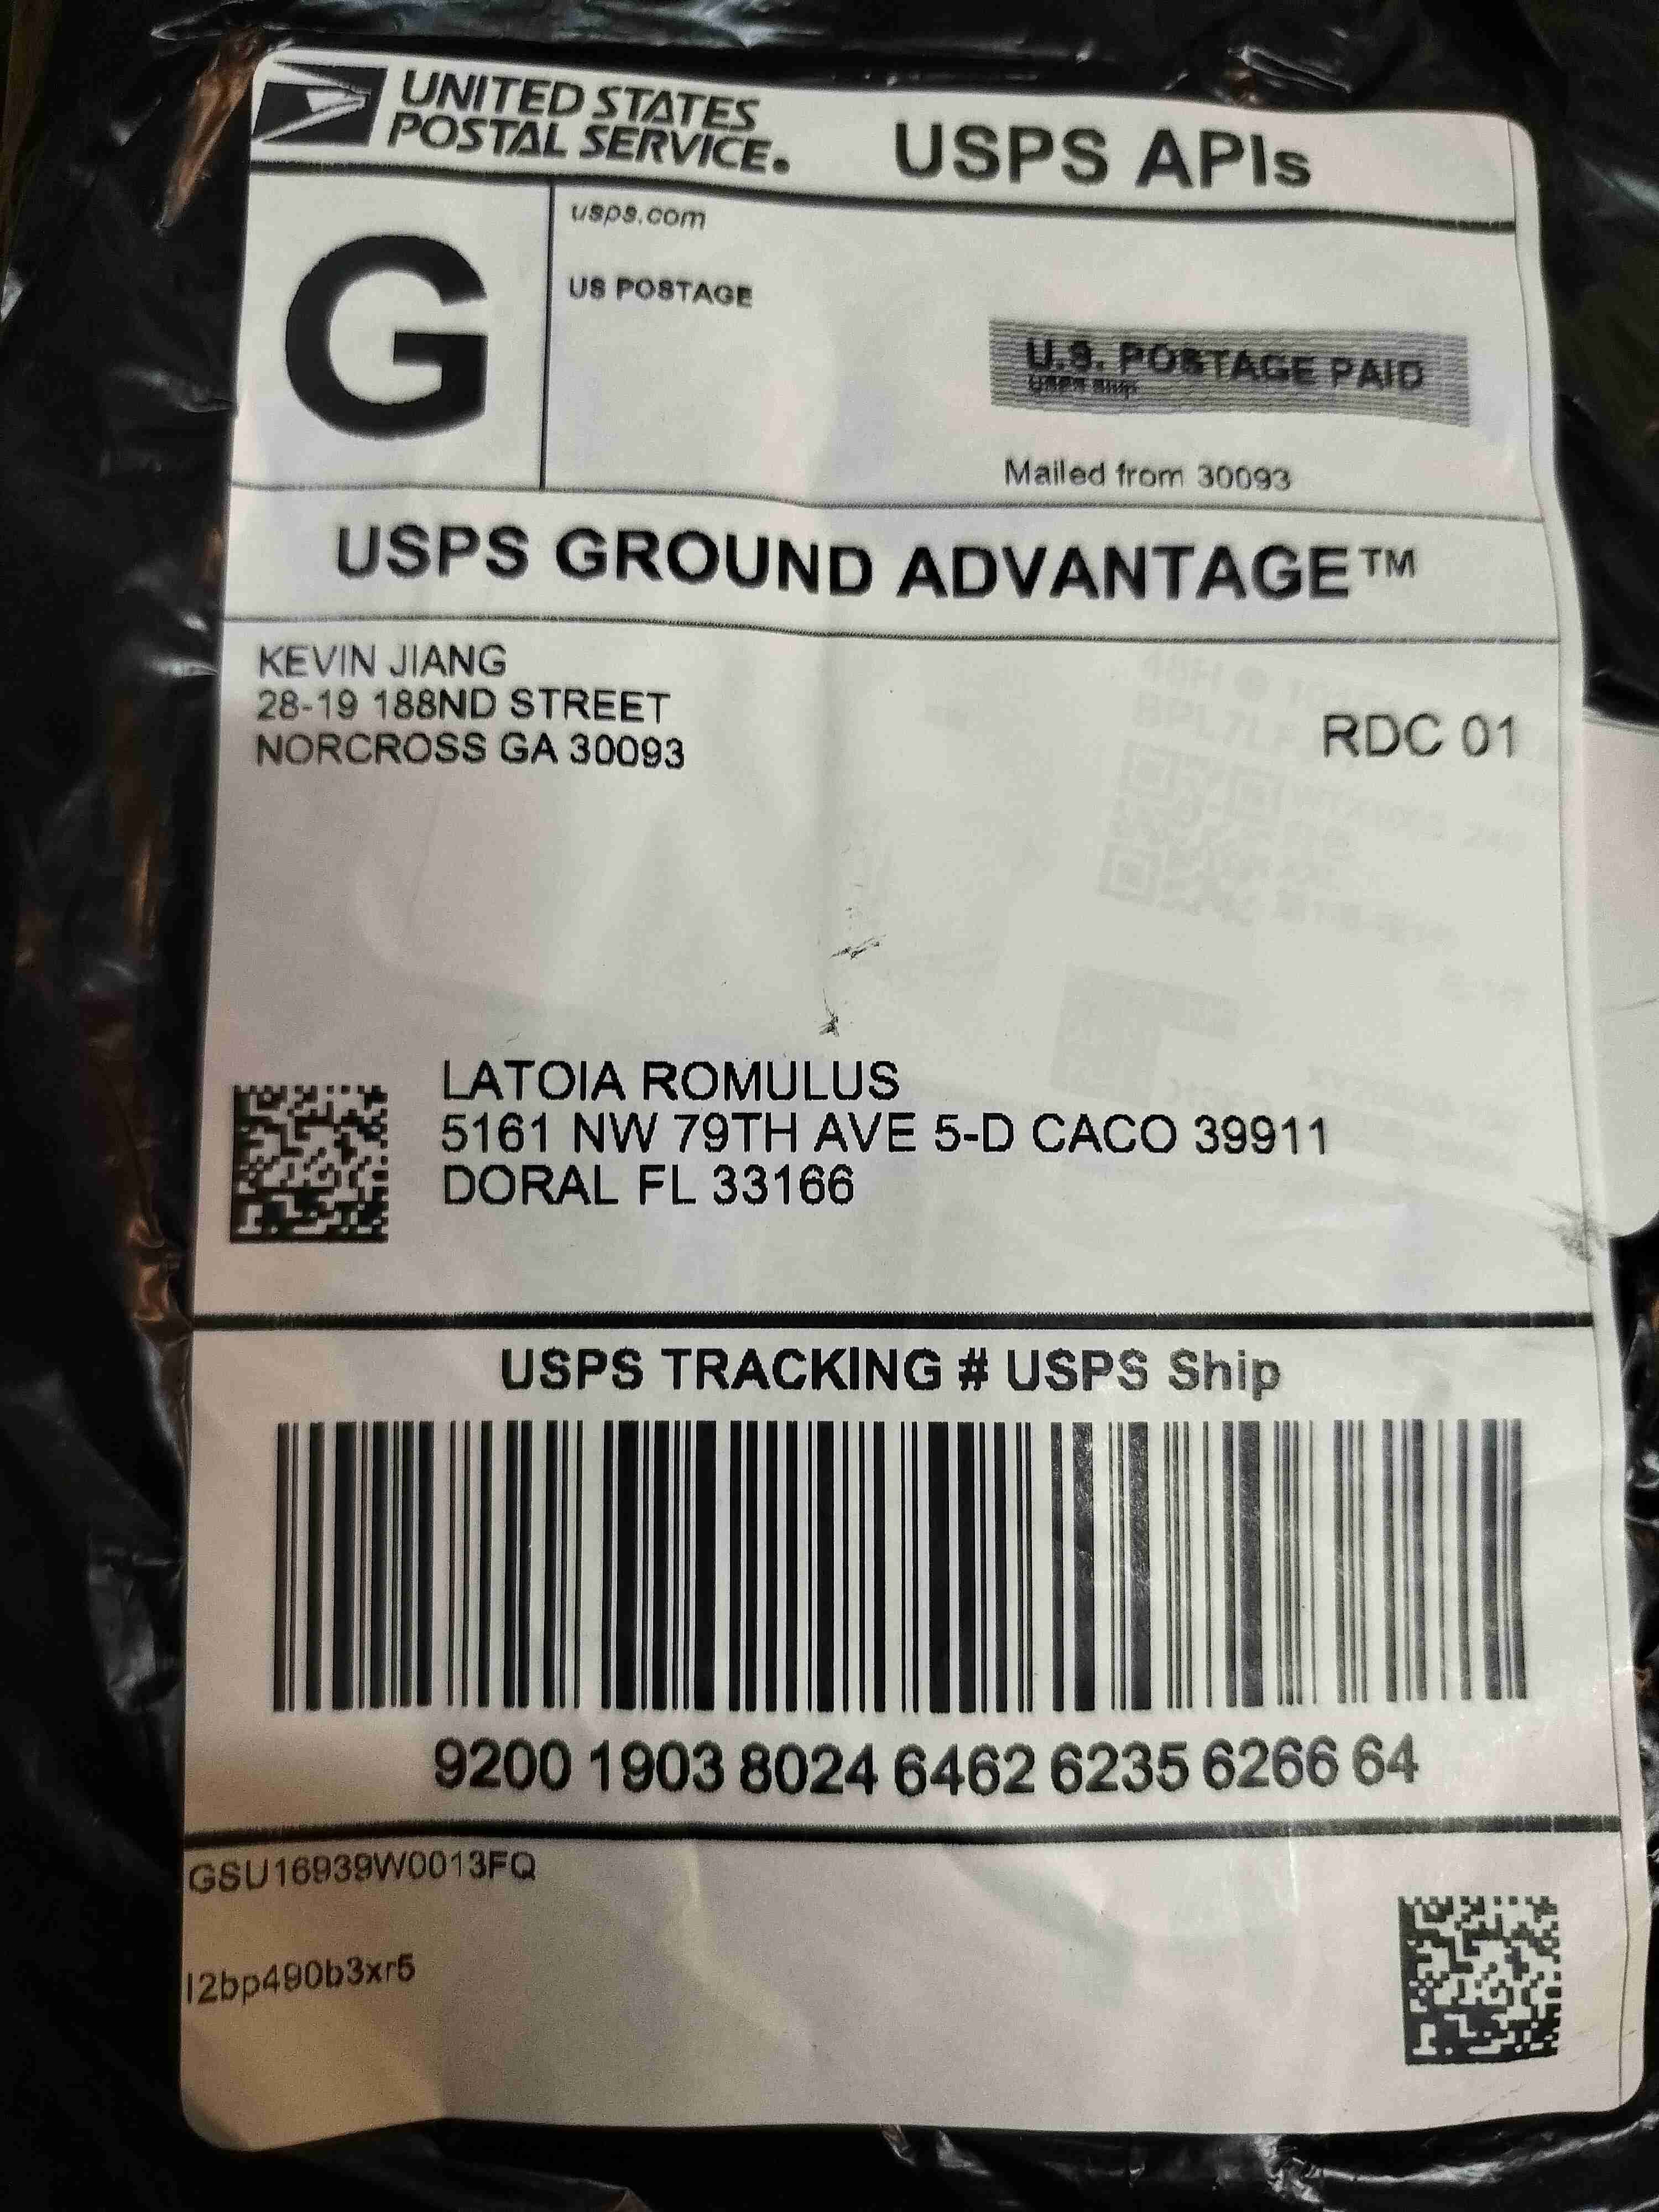 UNITED STATES
POSTAL SERVICE.
USPS APIs
G
usps.com
US POSTAGE
U.S. POSTAGE PAID
USPS Ship
Mailed from 30093
USPS GROUND ADVANTAGE™
KEVIN JIANG
28-19 188ND STREET
NORCROSS GA 30093
RDC 01
LATOIA ROMULUS
5161 NW 79TH AVE 5-D CACO 39911
DORAL FL 33166
USPS TRACKING # USPS Ship
9200 1903 8024 6462 6235 6266 64
GSU16939W0013FQ
I2bp490b3xr5